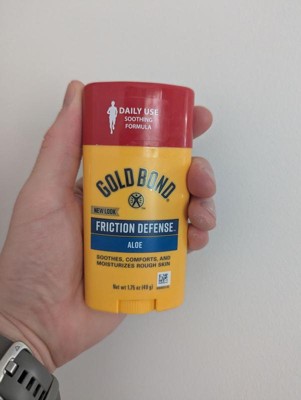 DAILY USE
SOOTHING
FORMULA
GOLD BOND
NEW LOOK
FRICTION DEFENSE
ALOE
SOOTHES, COMFORTS, AND
MOISTURIZES ROUGH SKIN
Net wt 1.75 oz (49 g)